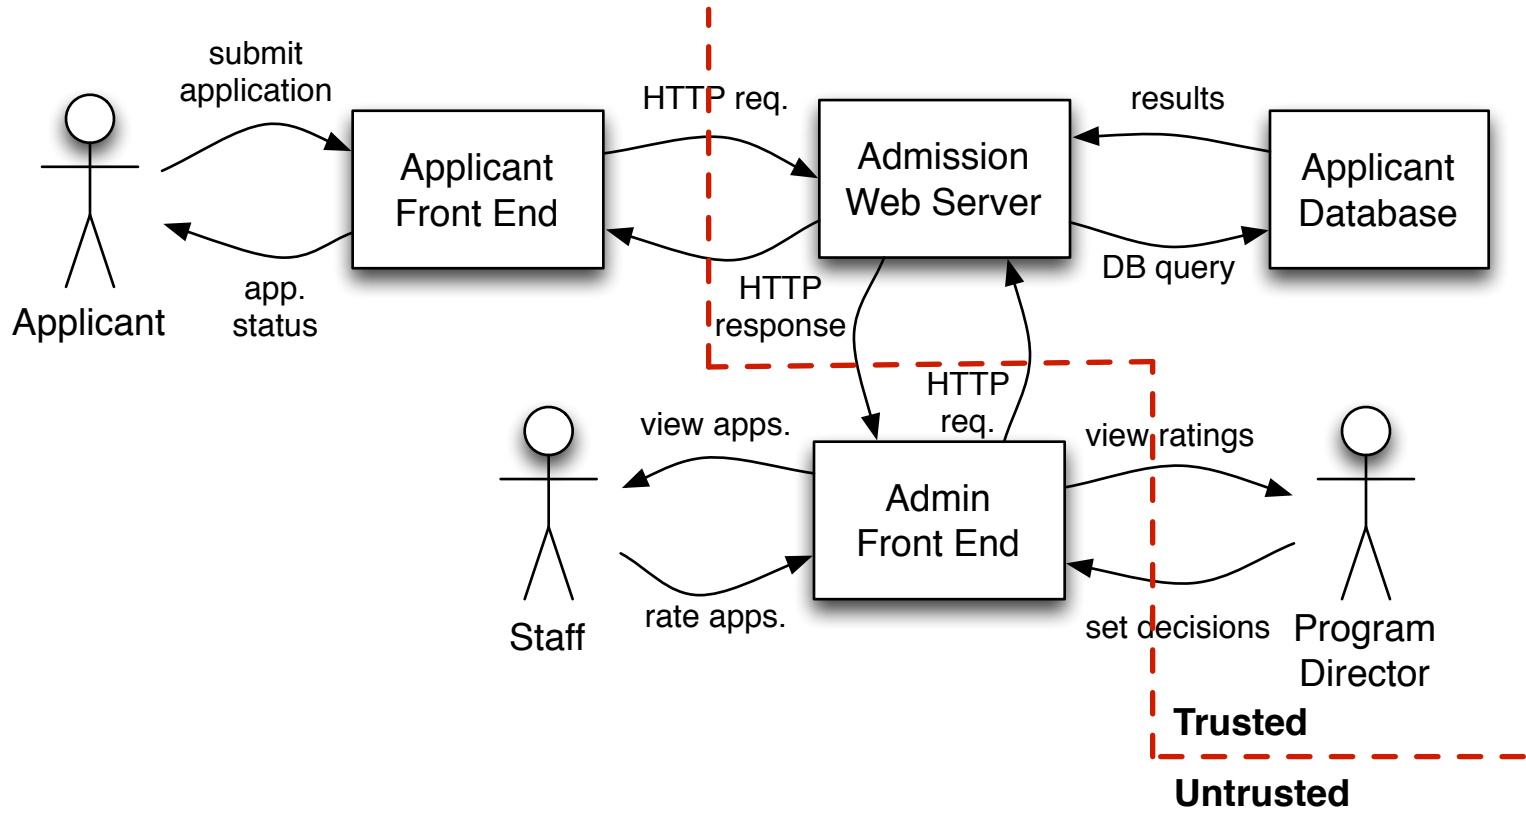 submit
application
HTTP req.
results
Applicant
Front End
Admission
Web Server
Applicant
Database
Applicant
app.
status
HTTP
response
DB query
HTTP
req.
view apps.
view ratings
Admin
Front End
rate apps.
set decisions
Staff
Program
Director
Trusted
Untrusted